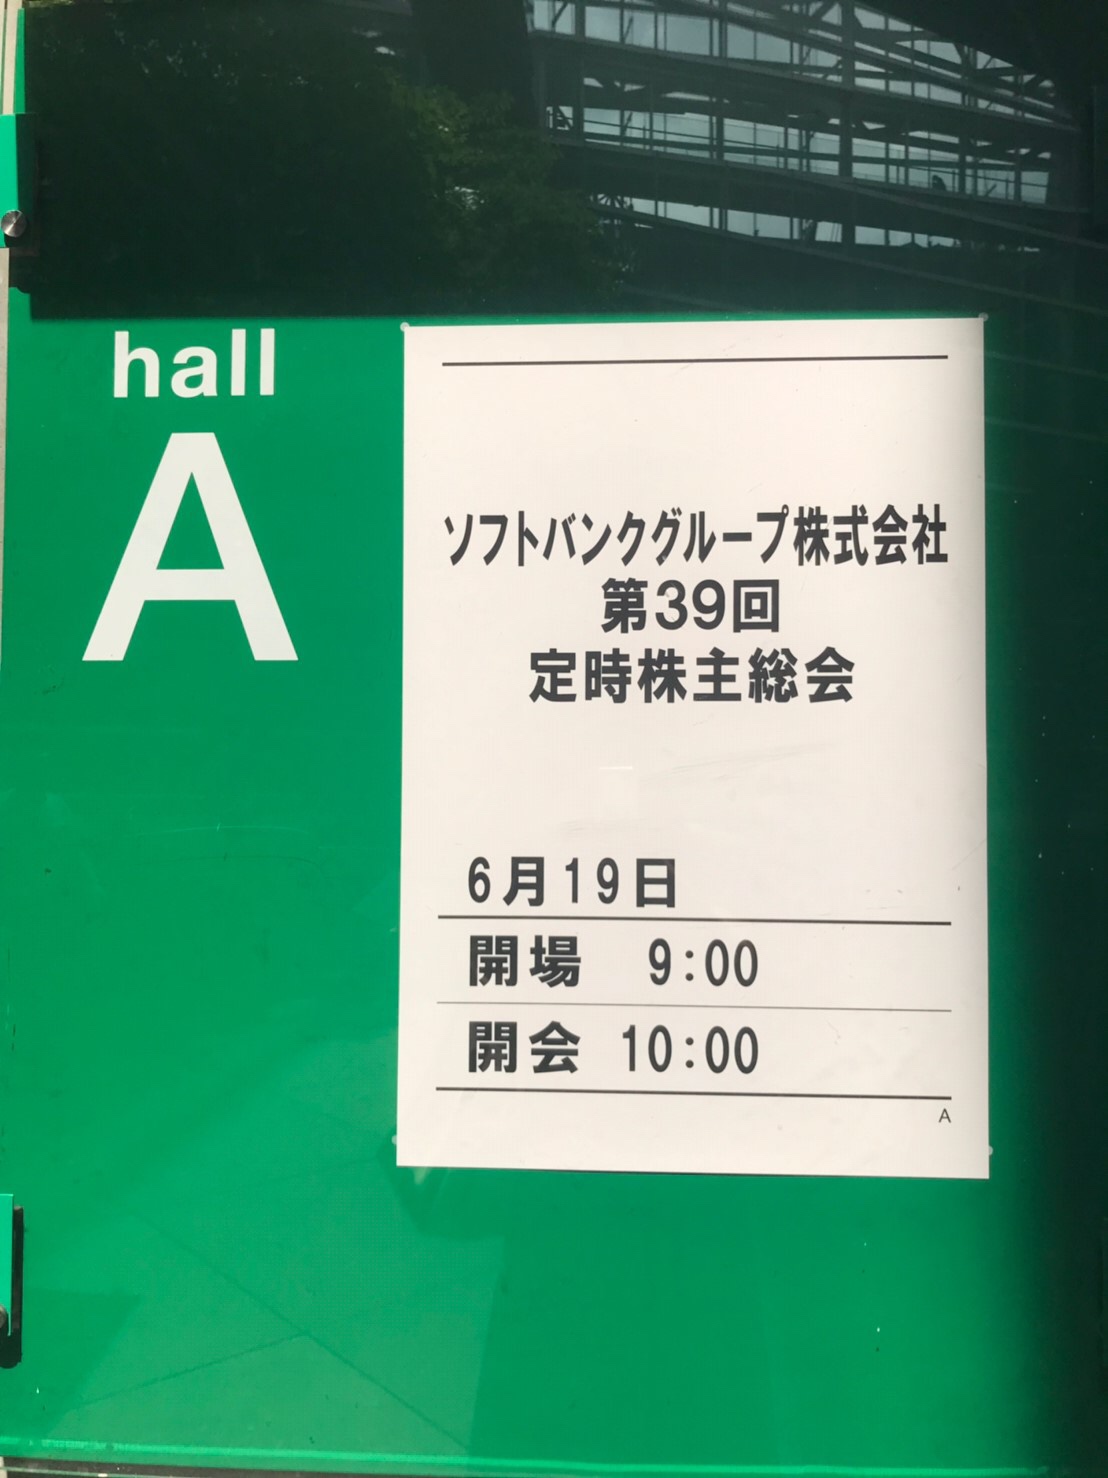 hall
A
ソフトバンクグループ株式会社
第39回
定時株主総会
6月19日
開場 9:00
開会 10:00
A